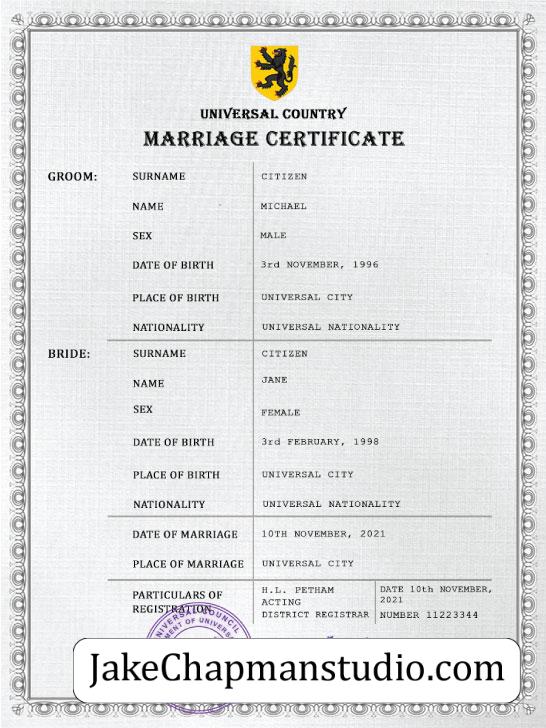 UNIVERSAL COUNTRY
MARRIAGE CERTIFICATE
GROOM:
SURNAME CITIZEN
NAME MICHAEL
SEX MALE
DATE OF BIRTH 3rd NOVEMBER, 1996
PLACE OF BIRTH UNIVERSAL CITY
NATIONALITY UNIVERSAL NATIONALITY
BRIDE:
SURNAME CITIZEN
NAME JANE
SEX FEMALE
DATE OF BIRTH 3rd FEBRUARY, 1998
PLACE OF BIRTH UNIVERSAL CITY
NATIONALITY UNIVERSAL NATIONALITY
DATE OF MARRIAGE 10TH NOVEMBER, 2021
PLACE OF MARRIAGE UNIVERSAL CITY
PARTICULARS OF
REGISTRATION
H.L. PETHAM
ACTING
DISTRICT REGISTRAR
DATE 10th NOVEMBER,
2021
NUMBER 11223344
UNIVERSAL COUNCIL
OF
JakeChapmanstudio.com